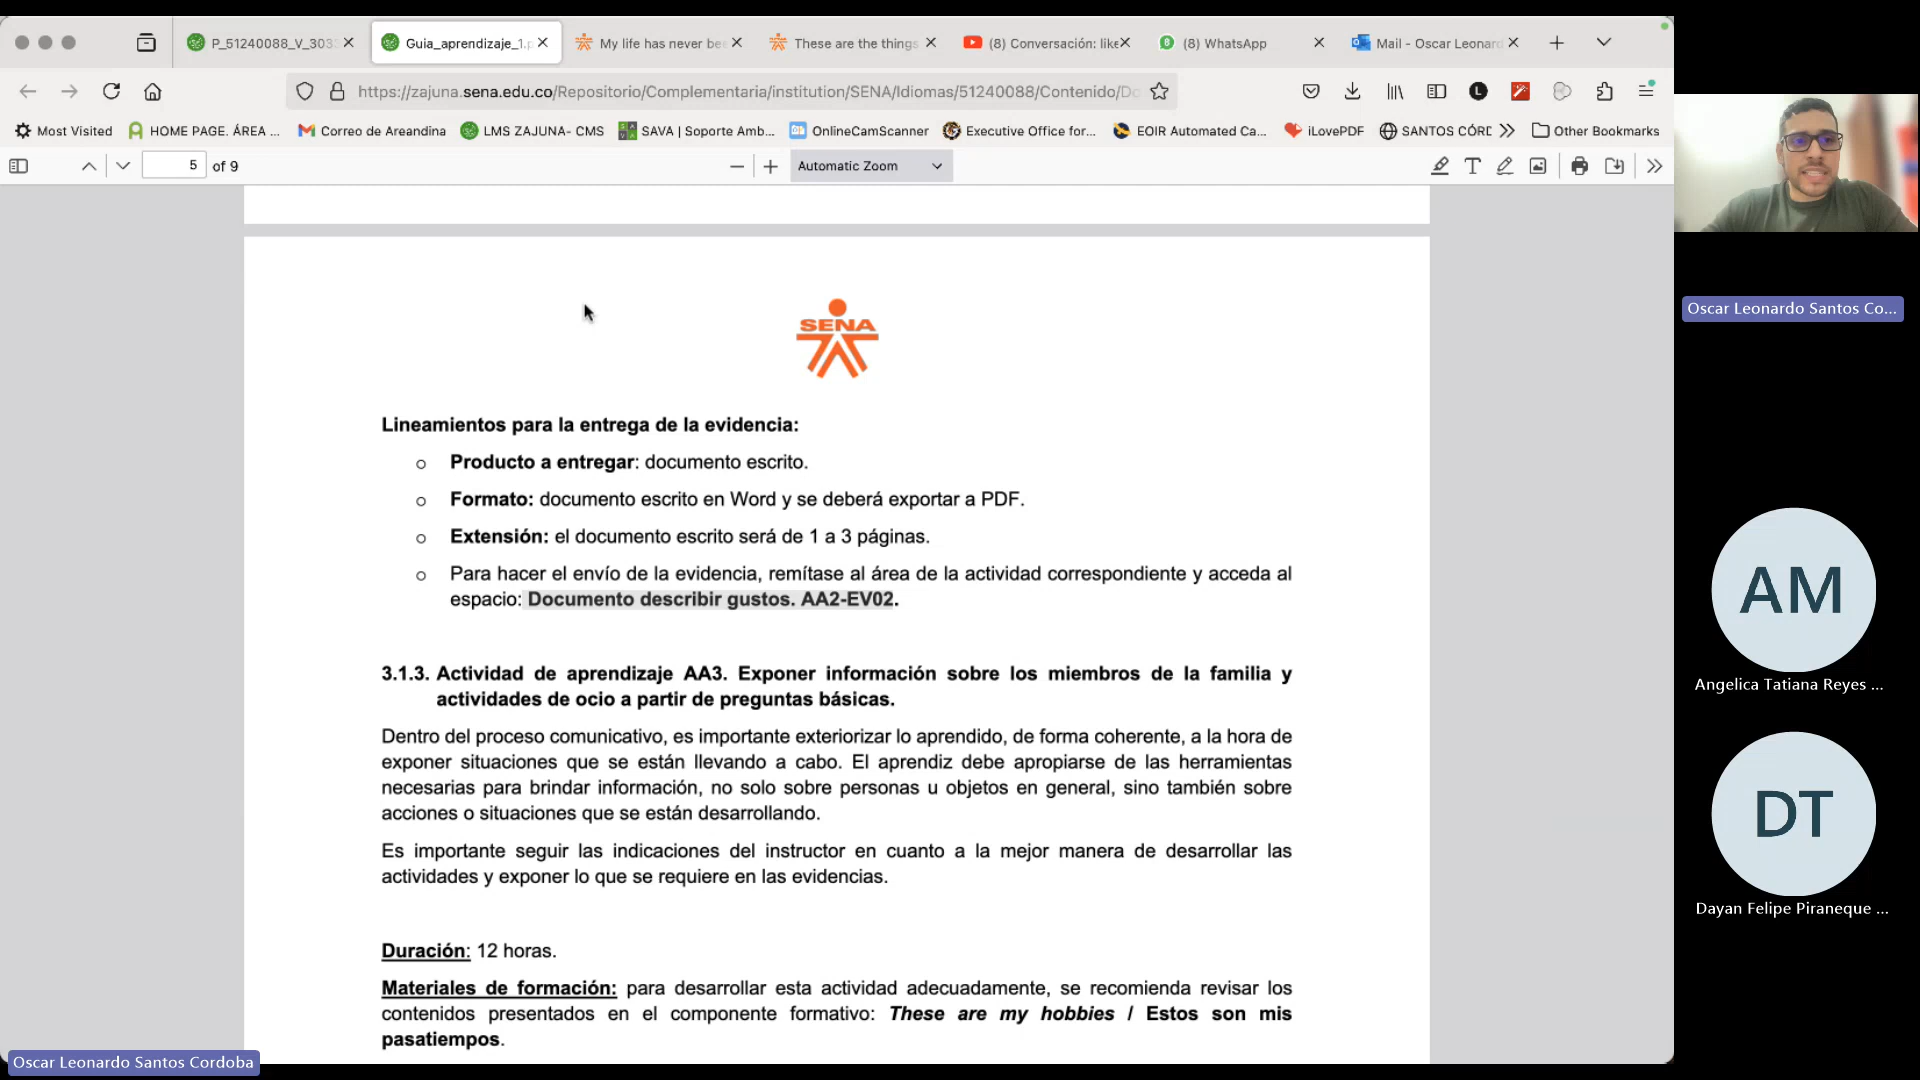 P_51240088_V_303
Guia_aprendizaje_1.p
My life has never bee
These are the things
(8) Conversación: like
(8) WhatsApp
Mail - Oscar Leonard
https://zajuna.sena.edu.co/Repositorio/Complementaria/institution/SENA/Idiomas/51240088/Contenido/Do
L
Most Visited
HOME PAGE. ÁREA ...
Correo de Areandina
LMS ZAJUNA- CMS
SAVA | Soporte Amb...
OnlineCamScanner
Executive Office for...
EOIR Automated Ca...
iLovePDF
SANTOS CÓRD
Other Bookmarks
5 of 9
Automatic Zoom
SENA
Lineamientos para la entrega de la evidencia:
o Producto a entregar: documento escrito.
o Formato: documento escrito en Word y se deberá exportar a PDF.
o Extensión: el documento escrito será de 1 a 3 páginas.
o Para hacer el envío de la evidencia, remítase al área de la actividad correspondiente y acceda al
espacio: Documento describir gustos. AA2-EV02.
3.1.3. Actividad de aprendizaje AA3. Exponer información sobre los miembros de la familia y
actividades de ocio a partir de preguntas básicas.
Dentro del proceso comunicativo, es importante exteriorizar lo aprendido, de forma coherente, a la hora de
exponer situaciones que se están llevando a cabo. El aprendiz debe apropiarse de las herramientas
necesarias para brindar información, no solo sobre personas u objetos en general, sino también sobre
acciones o situaciones que se están desarrollando.
Es importante seguir las indicaciones del instructor en cuanto a la mejor manera de desarrollar las
actividades y exponer lo que se requiere en las evidencias.
Duración: 12 horas.
Materiales de formación: para desarrollar esta actividad adecuadamente, se recomienda revisar los
contenidos presentados en el componente formativo: These are my hobbies / Estos son mis
pasatiempos.
Oscar Leonardo Santos Cordoba
Oscar Leonardo Santos Co...
AM
Angelica Tatiana Reyes ...
DT
Dayan Felipe Piraneque ...